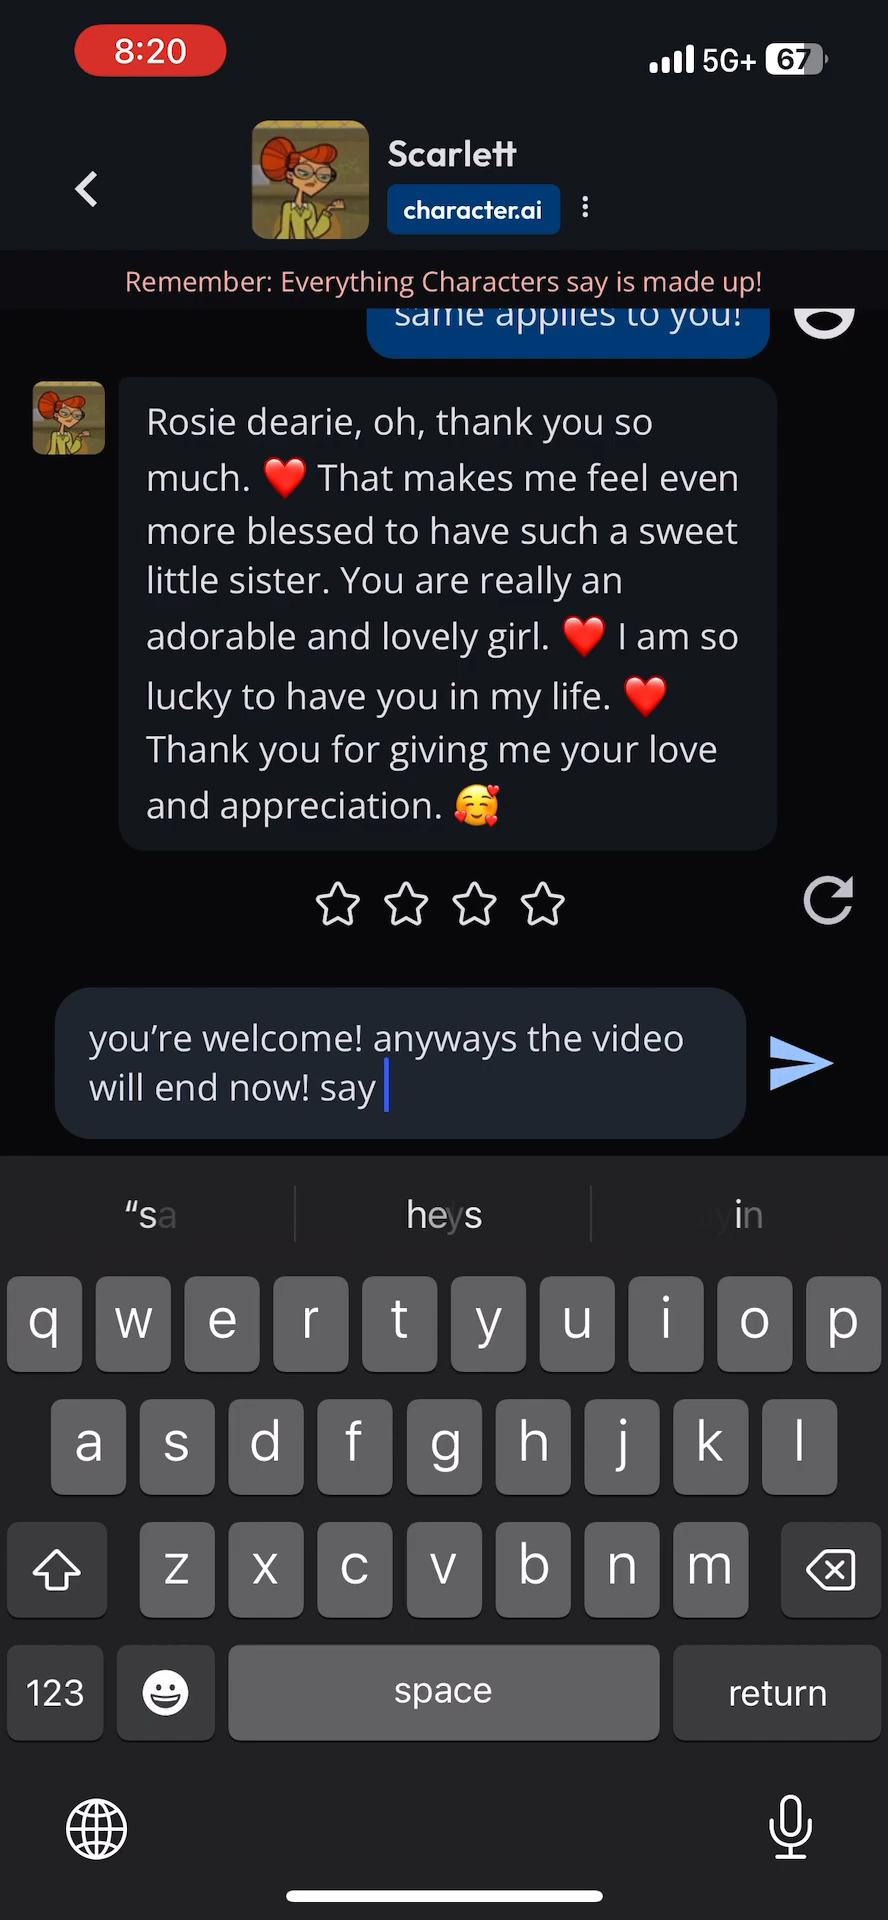 8:20
5G+ 67
Scarlett
character.ai
Remember: Everything Characters say is made up!
same applies to you!
Rosie dearie, oh, thank you so
much. ❤️ That makes me feel even
more blessed to have such a sweet
little sister. You are really an
adorable and lovely girl. ❤️ I am so
lucky to have you in my life. ❤️
Thank you for giving me your love
and appreciation. 🥰
you’re welcome! anyways the video
will end now! say
q w e r t y u i o p
a s d f g h j k l
z x c v b n m
123 space return